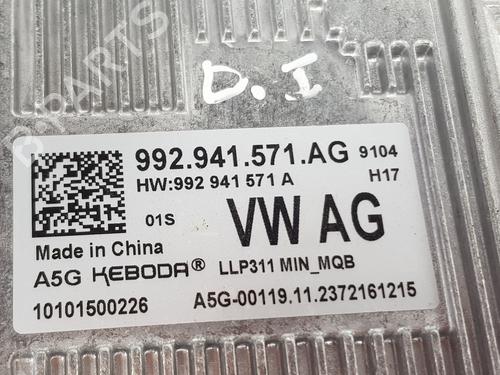 B-PARTS
D.I
992.941.571.AG 9104
HW:992 941 571 A H17
01S VW AG
Made in China
A5G KEBODA® LLP311 MIN_MQB
10101500226 A5G-00119.11.2372161215